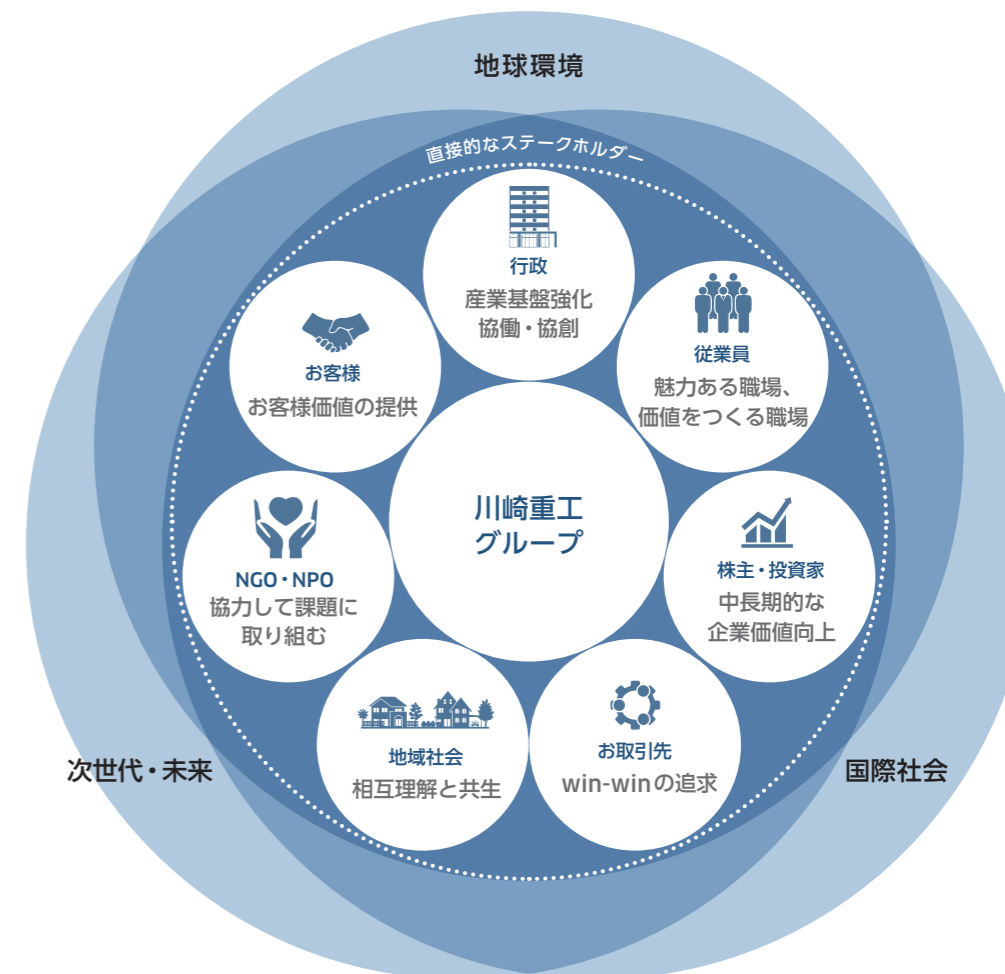 地球環境
直接的なステークホルダー
行政
産業基盤強化
協働・協創
従業員
魅力ある職場、
価値をつくる職場
お客様
お客様価値の提供
川崎重工
グループ
NGO・NPO
協力して課題に
取り組む
株主・投資家
中長期的な
企業価値向上
地域社会
相互理解と共生
お取引先
win-winの追求
次世代・未来
国際社会